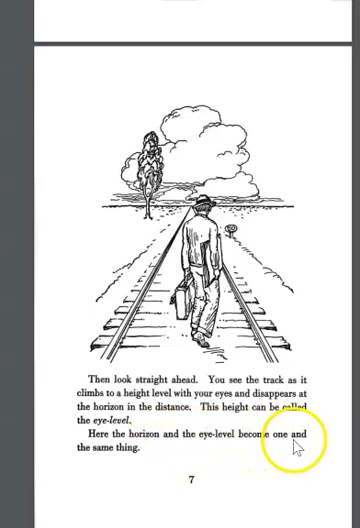 Then look straight ahead. You see the track as it
climbs to a height level with your eyes and disappears
at the horizon in the distance. This height can be called
the eye-level.
Here the horizon and the eye-level become one and
the same thing.
7